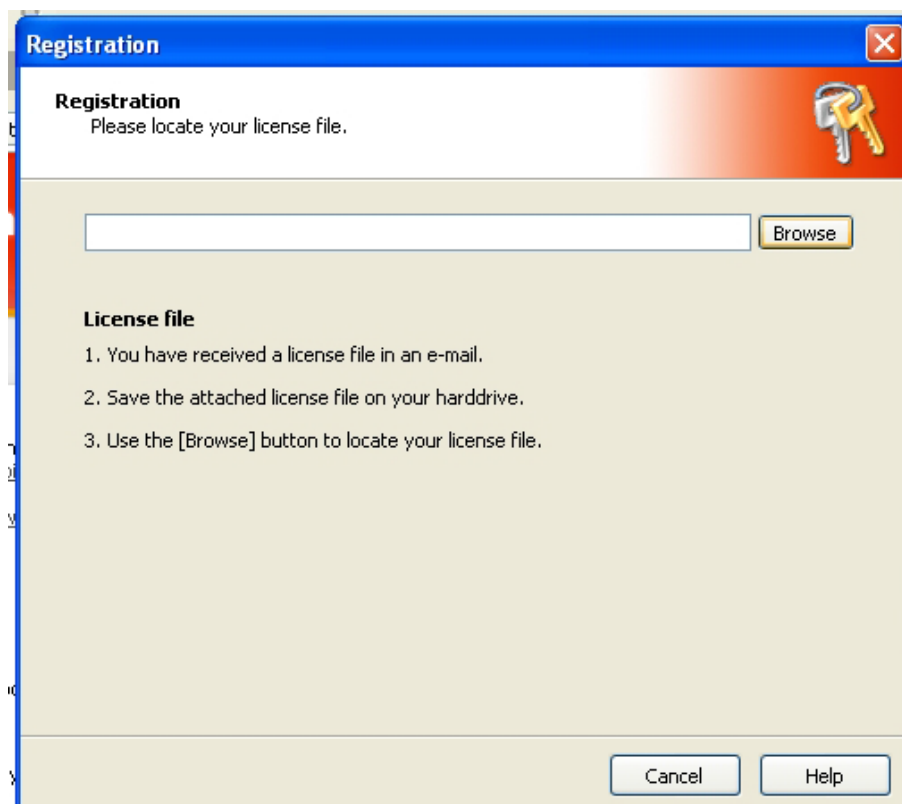 Registration
Registration
Please locate your license file.
Browse
License file
1. You have received a license file in an e-mail.
2. Save the attached license file on your harddrive.
3. Use the [Browse] button to locate your license file.
Cancel
Help